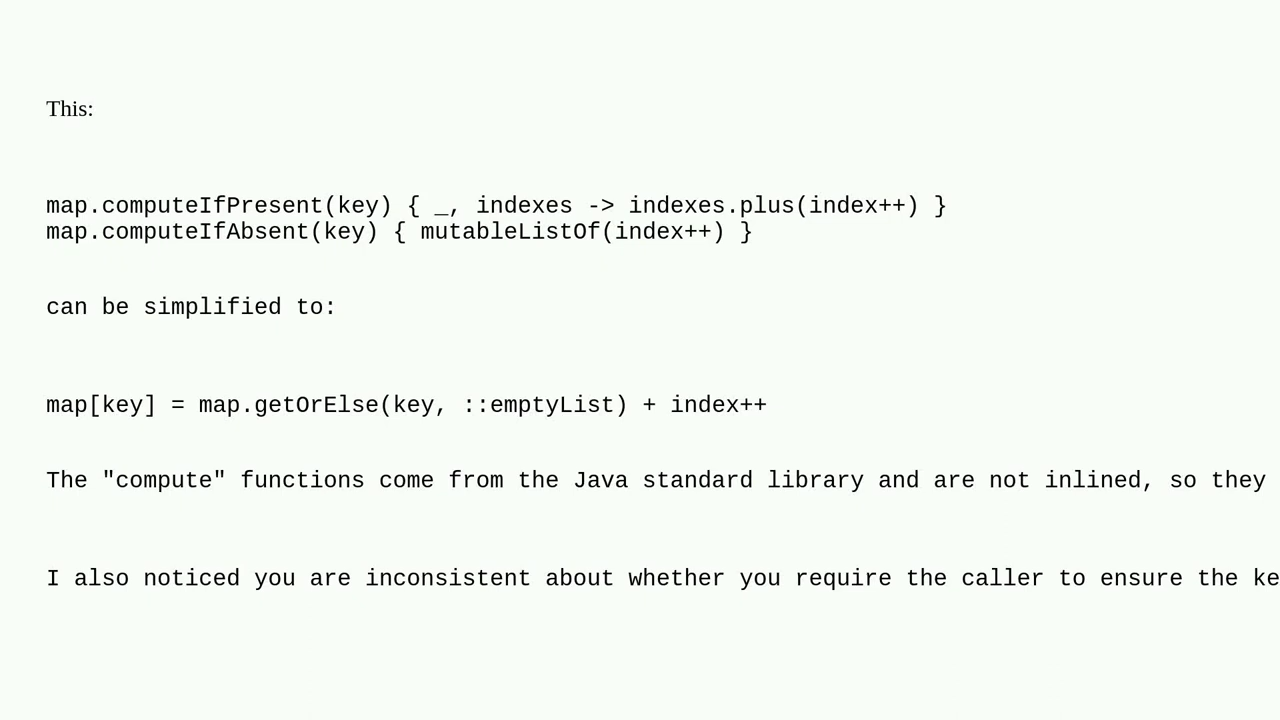 This:
map.computeIfPresent(key) { _, indexes -> indexes.plus(index++) }
map.computeIfAbsent(key) { mutableListOf(index++) }
can be simplified to:
map[key] = map.getOrElse(key, ::emptyList) + index++
The "compute" functions come from the Java standard library and are not inlined, so they
I also noticed you are inconsistent about whether you require the caller to ensure the